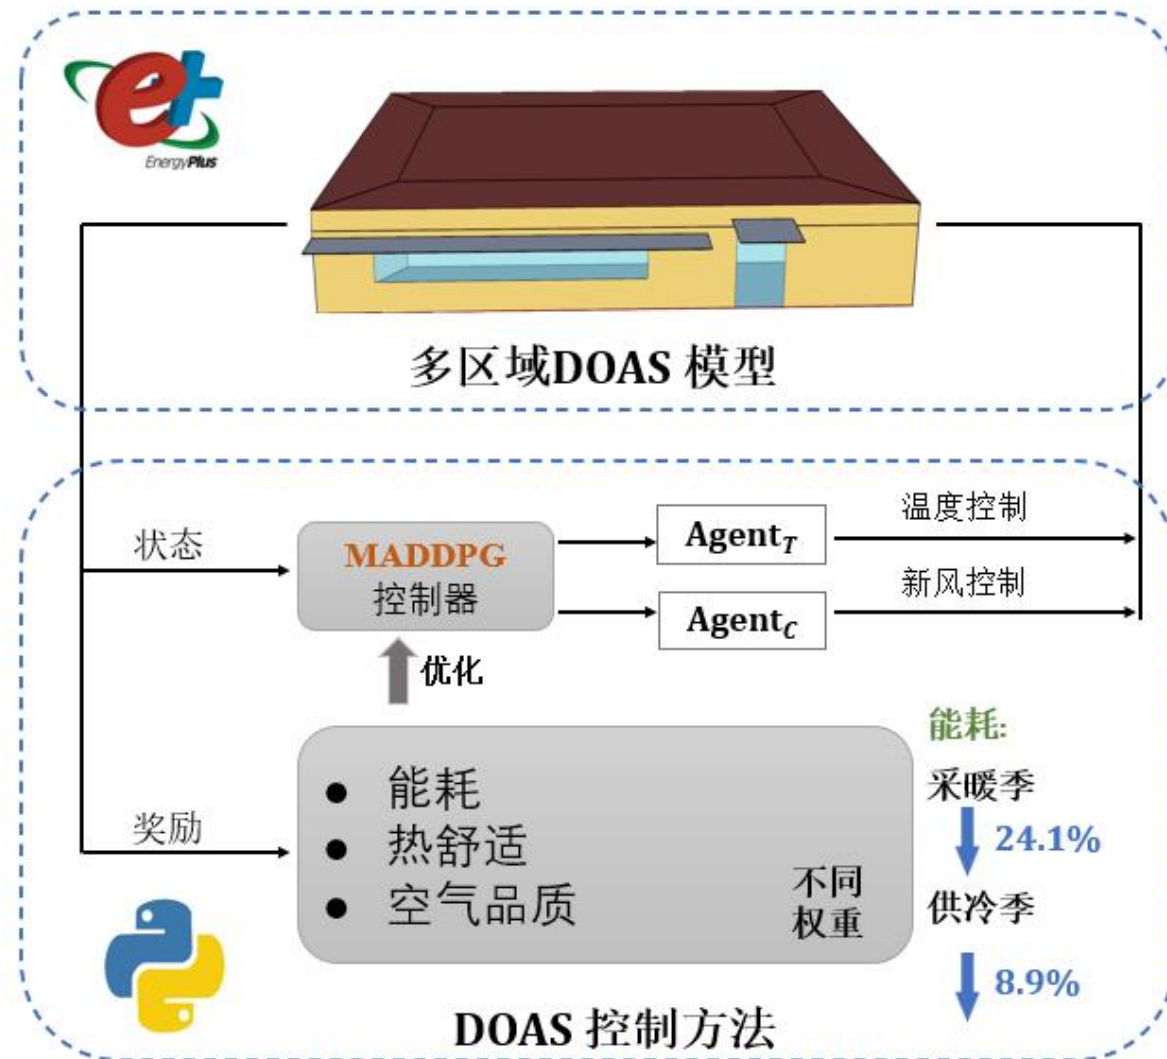 e+
EnergyPlus
多区域DOAS 模型
状态
MADDPG
控制器
Agent_T
Agent_C
温度控制
新风控制
优化
奖励
● 能耗
● 热舒适
● 空气品质
不同
权重
能耗:
采暖季
24.1%
供冷季
8.9%
DOAS 控制方法